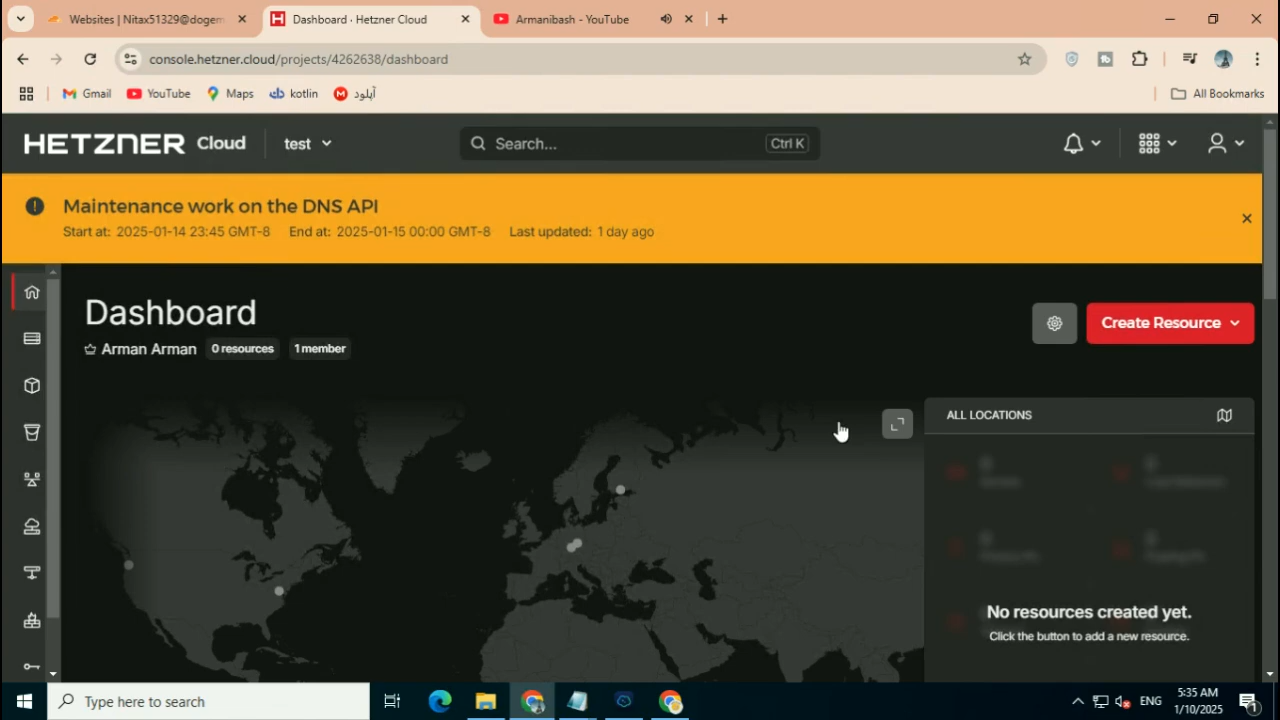 Websites | Nitax51329@dogem
Dashboard · Hetzner Cloud
Armanibash - YouTube
console.hetzner.cloud/projects/4262638/dashboard
Gmail
YouTube
Maps
kotlin
آپلود
All Bookmarks
HETZNER Cloud
test
Search...
Ctrl K
Maintenance work on the DNS API
Start at: 2025-01-14 23:45 GMT-8 End at: 2025-01-15 00:00 GMT-8 Last updated: 1 day ago
Dashboard
Create Resource
Arman Arman 0 resources 1 member
ALL LOCATIONS
No resources created yet.
Click the button to add a new resource.
Type here to search
ENG
5:35 AM
1/10/2025
1